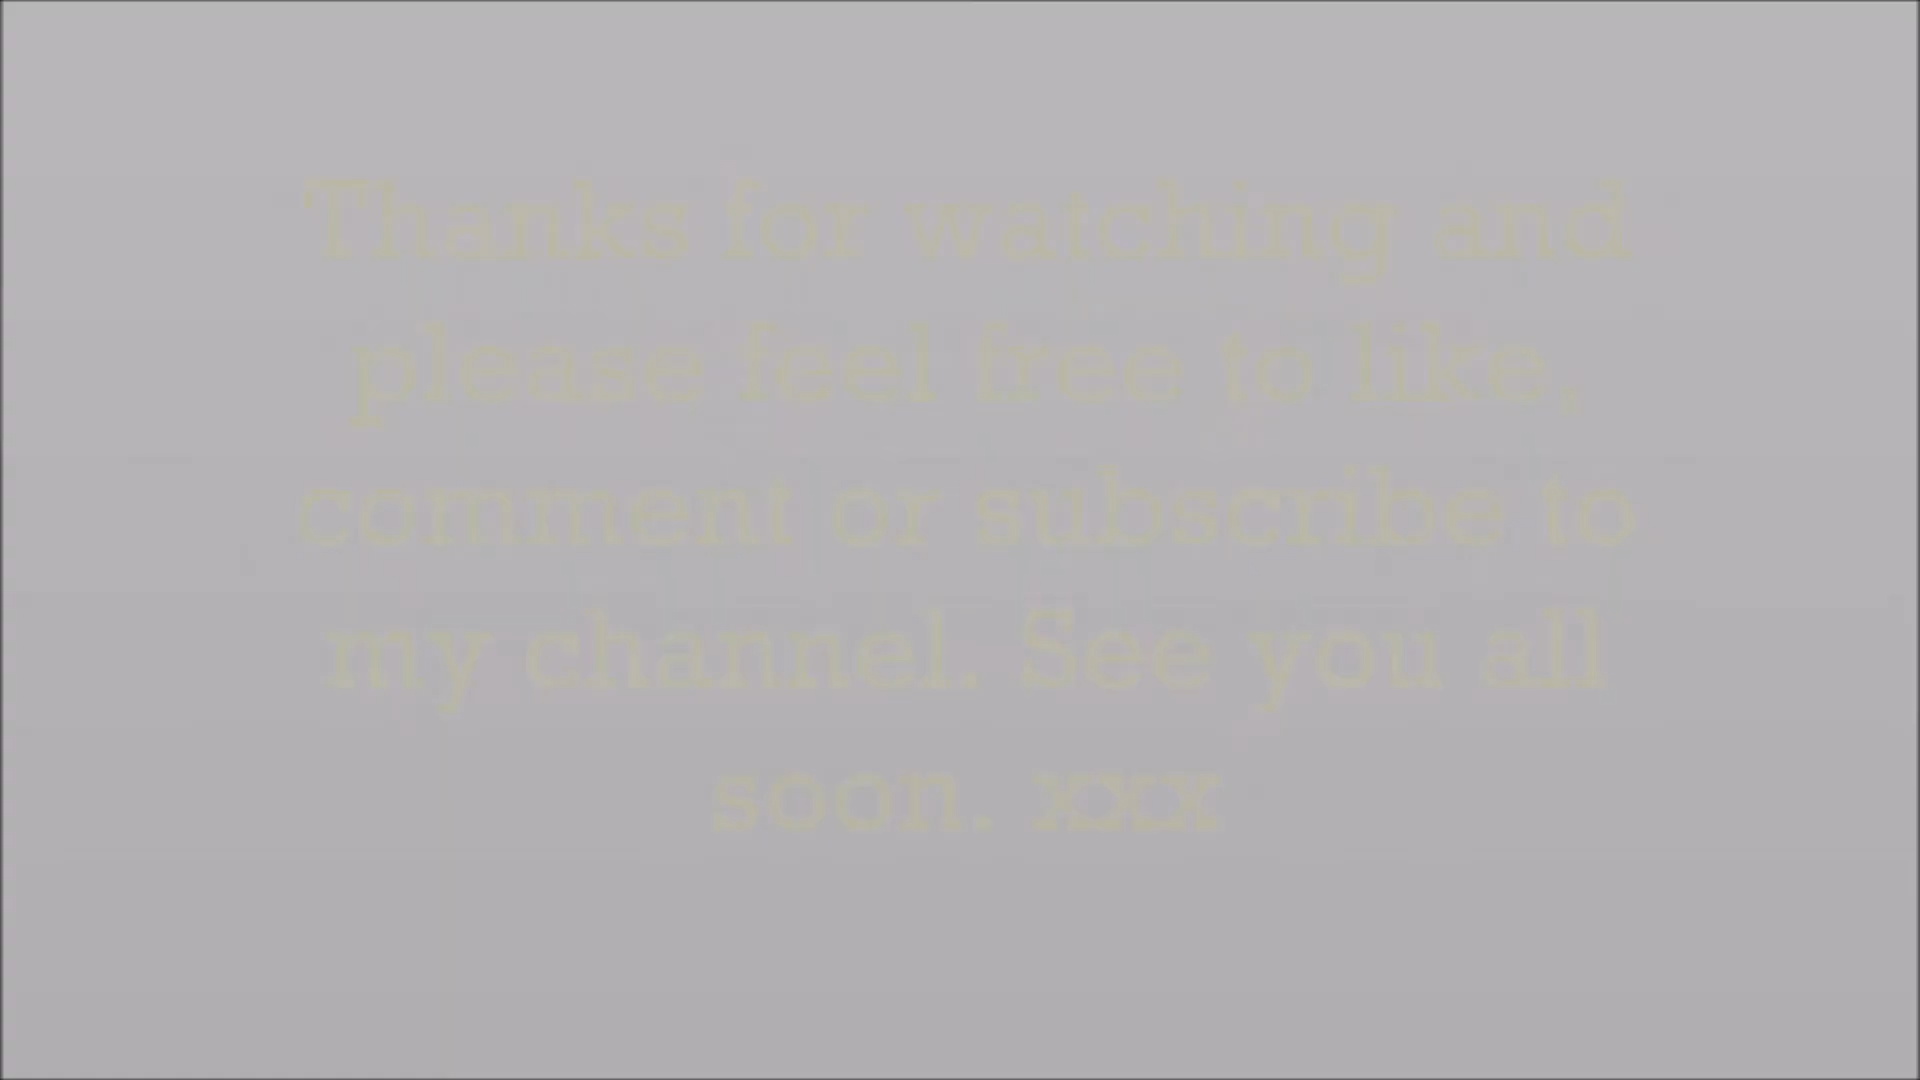 Thanks for watching and
please feel free to like,
comment or subscribe to
my channel. See you all
soon. xxx